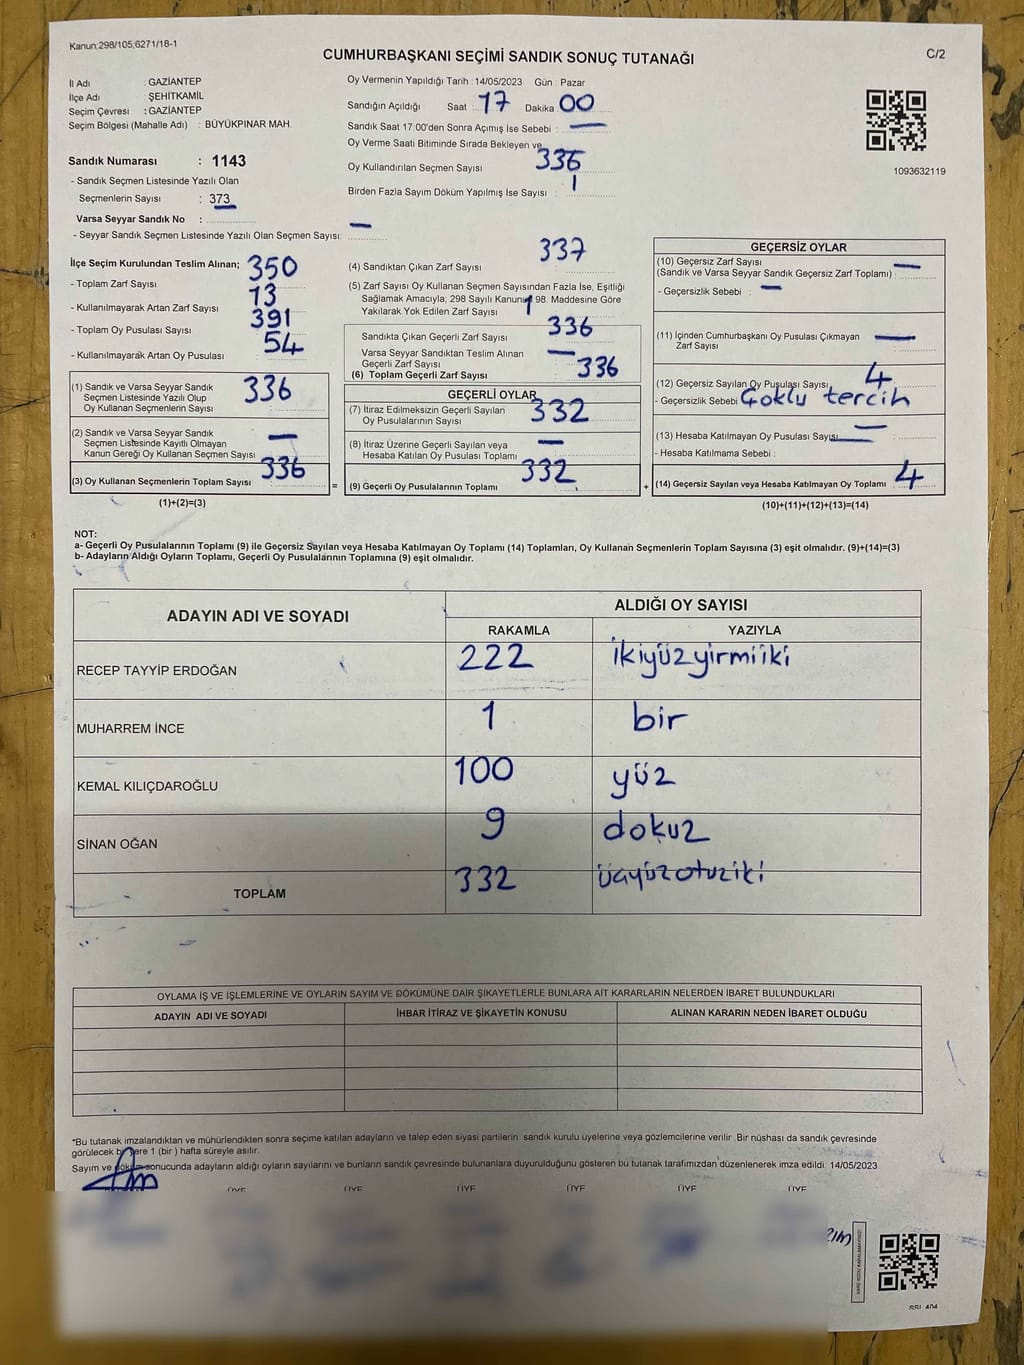 Kanun;298/105;6271/18-1
C/2
CUMHURBAŞKANI SEÇİMİ SANDIK SONUÇ TUTANAĞI
İl Adı : GAZİANTEP
İlçe Adı : ŞEHİTKAMİL
Seçim Çevresi : GAZİANTEP
Seçim Bölgesi (Mahalle Adı) : BÜYÜKPINAR MAH.
Sandık Numarası : 1143
- Sandık Seçmen Listesinde Yazılı Olan
Seçmenlerin Sayısı : 373
Varsa Seyyar Sandık No :
- Seyyar Sandık Seçmen Listesinde Yazılı Olan Seçmen Sayısı: —
Oy Vermenin Yapıldığı Tarih : 14/05/2023 Gün : Pazar
Sandığın Açıldığı Saat : 17 Dakika 00
Sandık Saat 17:00'den Sonra Açımış İse Sebebi : —
Oy Verme Saati Bitiminde Sırada Bekleyen ve
Oy Kullandırılan Seçmen Sayısı 336
Birden Fazla Sayım Döküm Yapılmış İse Sayısı : 1
1093632119
İlçe Seçim Kurulundan Teslim Alınan;
- Toplam Zarf Sayısı 350
- Kullanılmayarak Artan Zarf Sayısı 13
- Toplam Oy Pusulası Sayısı 391
- Kullanılmayarak Artan Oy Pusulası 54
(1) Sandık ve Varsa Seyyar Sandık
Seçmen Listesinde Yazılı Olup
Oy Kullanan Seçmenlerin Sayısı 336
(2) Sandık ve Varsa Seyyar Sandık
Seçmen Listesinde Kayıtlı Olmayan
Kanun Gereği Oy Kullanan Seçmen Sayısı —
(3) Oy Kullanan Seçmenlerin Toplam Sayısı 336
(1)+(2)=(3)
(4) Sandıktan Çıkan Zarf Sayısı 337
(5) Zarf Sayısı Oy Kullanan Seçmen Sayısından Fazla İse, Eşitliği
Sağlamak Amacıyla; 298 Sayılı Kanunun 98. Maddesine Göre
Yakılarak Yok Edilen Zarf Sayısı 1
Sandıkta Çıkan Geçerli Zarf Sayısı 336
Varsa Seyyar Sandıktan Teslim Alınan
Geçerli Zarf Sayısı —
(6) Toplam Geçerli Zarf Sayısı 336
GEÇERLİ OYLAR
(7) İtiraz Edilmeksizin Geçerli Sayılan
Oy Pusulalarının Sayısı 332
(8) İtiraz Üzerine Geçerli Sayılan veya
Hesaba Katılan Oy Pusulası Toplamı —
= (9) Geçerli Oy Pusulalarının Toplamı 332
GEÇERSİZ OYLAR
(10) Geçersiz Zarf Sayısı
(Sandık ve Varsa Seyyar Sandık Geçersiz Zarf Toplamı) : —
- Geçersizlik Sebebi : —
(11) İçinden Cumhurbaşkanı Oy Pusulası Çıkmayan
Zarf Sayısı —
(12) Geçersiz Sayılan Oy Pusulası Sayısı 4
- Geçersizlik Sebebi Çoklu tercih
(13) Hesaba Katılmayan Oy Pusulası Sayısı —
- Hesaba Katılmama Sebebi :
+ (14) Geçersiz Sayılan veya Hesaba Katılmayan Oy Toplamı 4
(10)+(11)+(12)+(13)=(14)
NOT:
a- Geçerli Oy Pusulalarının Toplamı (9) ile Geçersiz Sayılan veya Hesaba Katılmayan Oy Toplamı (14) Toplamları, Oy Kullanan Seçmenlerin Toplam Sayısına (3) eşit olmalıdır. (9)+(14)=(3)
b- Adayların Aldığı Oyların Toplamı, Geçerli Oy Pusulalarının Toplamına (9) eşit olmalıdır.
ADAYIN ADI VE SOYADI
ALDIĞI OY SAYISI
RAKAMLA YAZIYLA
RECEP TAYYİP ERDOĞAN 222 ikiyüzyirmiiki
MUHARREM İNCE 1 bir
KEMAL KILIÇDAROĞLU 100 yüz
SİNAN OĞAN 9 dokuz
TOPLAM 332 üçyüzotuziki
OYLAMA İŞ VE İŞLEMLERİNE VE OYLARIN SAYIM VE DÖKÜMÜNE DAİR ŞİKAYETLERLE BUNLARA AİT KARARLARIN NELERDEN İBARET BULUNDUKLARI
ADAYIN ADI VE SOYADI İHBAR İTİRAZ VE ŞİKAYETİN KONUSU ALINAN KARARIN NEDEN İBARET OLDUĞU
*Bu tutanak imzalandıktan ve mühürlendikten sonra seçime katılan adayların ve talep eden siyasi partilerin sandık kurulu üyelerine veya gözlemcilerine verilir .Bir nüshası da sandık çevresinde
görülecek bir yere 1 (bir ) hafta süreyle asılır.
Sayım ve döküm sonucunda adayların aldığı oyların sayılarını ve bunların sandık çevresinde bulunanlara duyurulduğunu gösteren bu tutanak tarafımızdan düzenlenerek imza edildi. 14/05/2023
ÜYE ÜYE ÜYE ÜYE ÜYE ÜYE